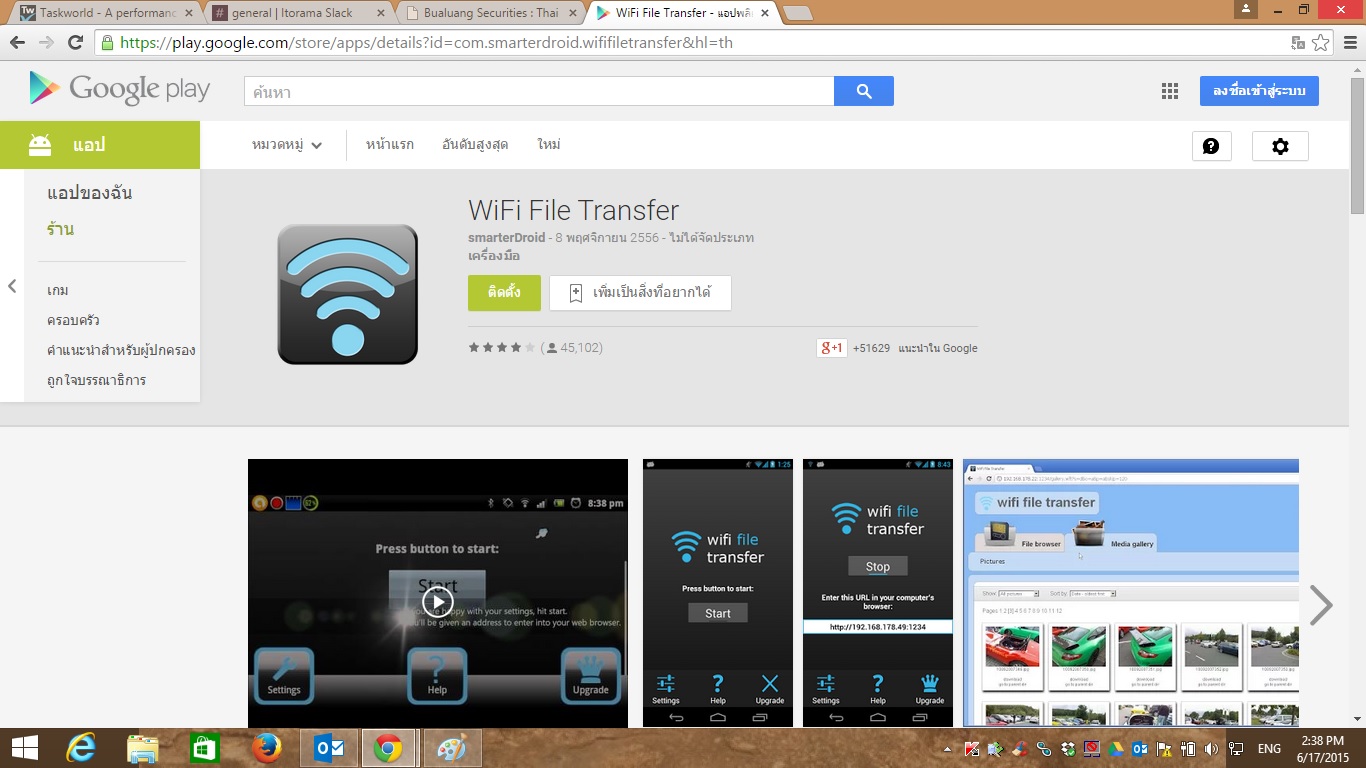 Taskworld - A performanc
general | Itorama Slack
Bualuang Securities : Thai
WiFi File Transfer - แอปพลิ
https://play.google.com/store/apps/details?id=com.smarterdroid.wififiletransfer&hl=th
Google play
ค้นหา
ลงชื่อเข้าสู่ระบบ
แอป
หมวดหมู่
หน้าแรก
อันดับสูงสุด
ใหม่
แอปของฉัน
ร้าน
เกม
ครอบครัว
คำแนะนำสำหรับผู้ปกครอง
ถูกใจบรรณาธิการ
WiFi File Transfer
smarterDroid - 8 พฤศจิกายน 2556 - ไม่ได้จัดประเภท
เครื่องมือ
ติดตั้ง
เพิ่มเป็นสิ่งที่อยากได้
(45,102)
g+1 +51629 แนะนำใน Google
8:38 pm
Press button to start:
Start
happy with your settings, hit start.
'll be given an address to enter into your web browser.
Settings
Help
Upgrade
1:25
wifi file
transfer
Press button to start:
Start
Settings
Help
Upgrade
8:43
wifi file
transfer
Stop
Enter this URL in your computer's
browser:
http://192.168.178.49:1234
Settings
Help
Upgrade
WiFi File Transfer
wifi file transfer
File browser
Media gallery
Pictures
Show: All pictures
Sort by:
Pages 1 2 [3] 4 5 6 7 8 9 10 11 12
download
download
download
download
download
ENG
2:38 PM
6/17/2015